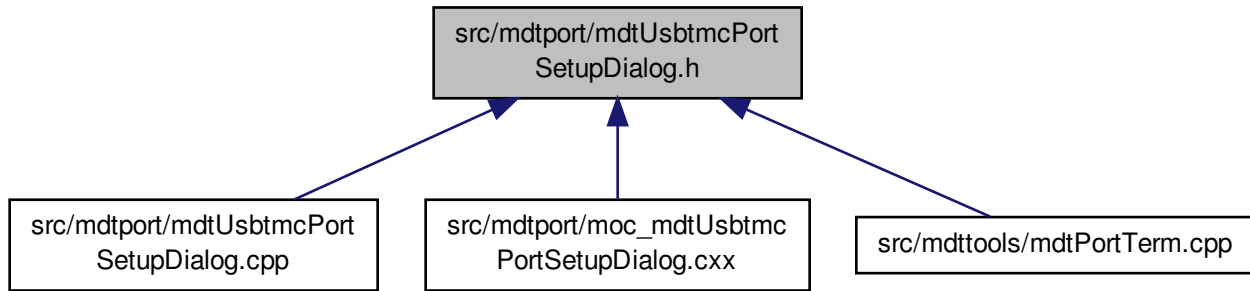 src/mdtport/mdtUsbtmcPort
SetupDialog.h
src/mdtport/mdtUsbtmcPort
SetupDialog.cpp
src/mdtport/moc_mdtUsbtmc
PortSetupDialog.cxx
src/mdttools/mdtPortTerm.cpp